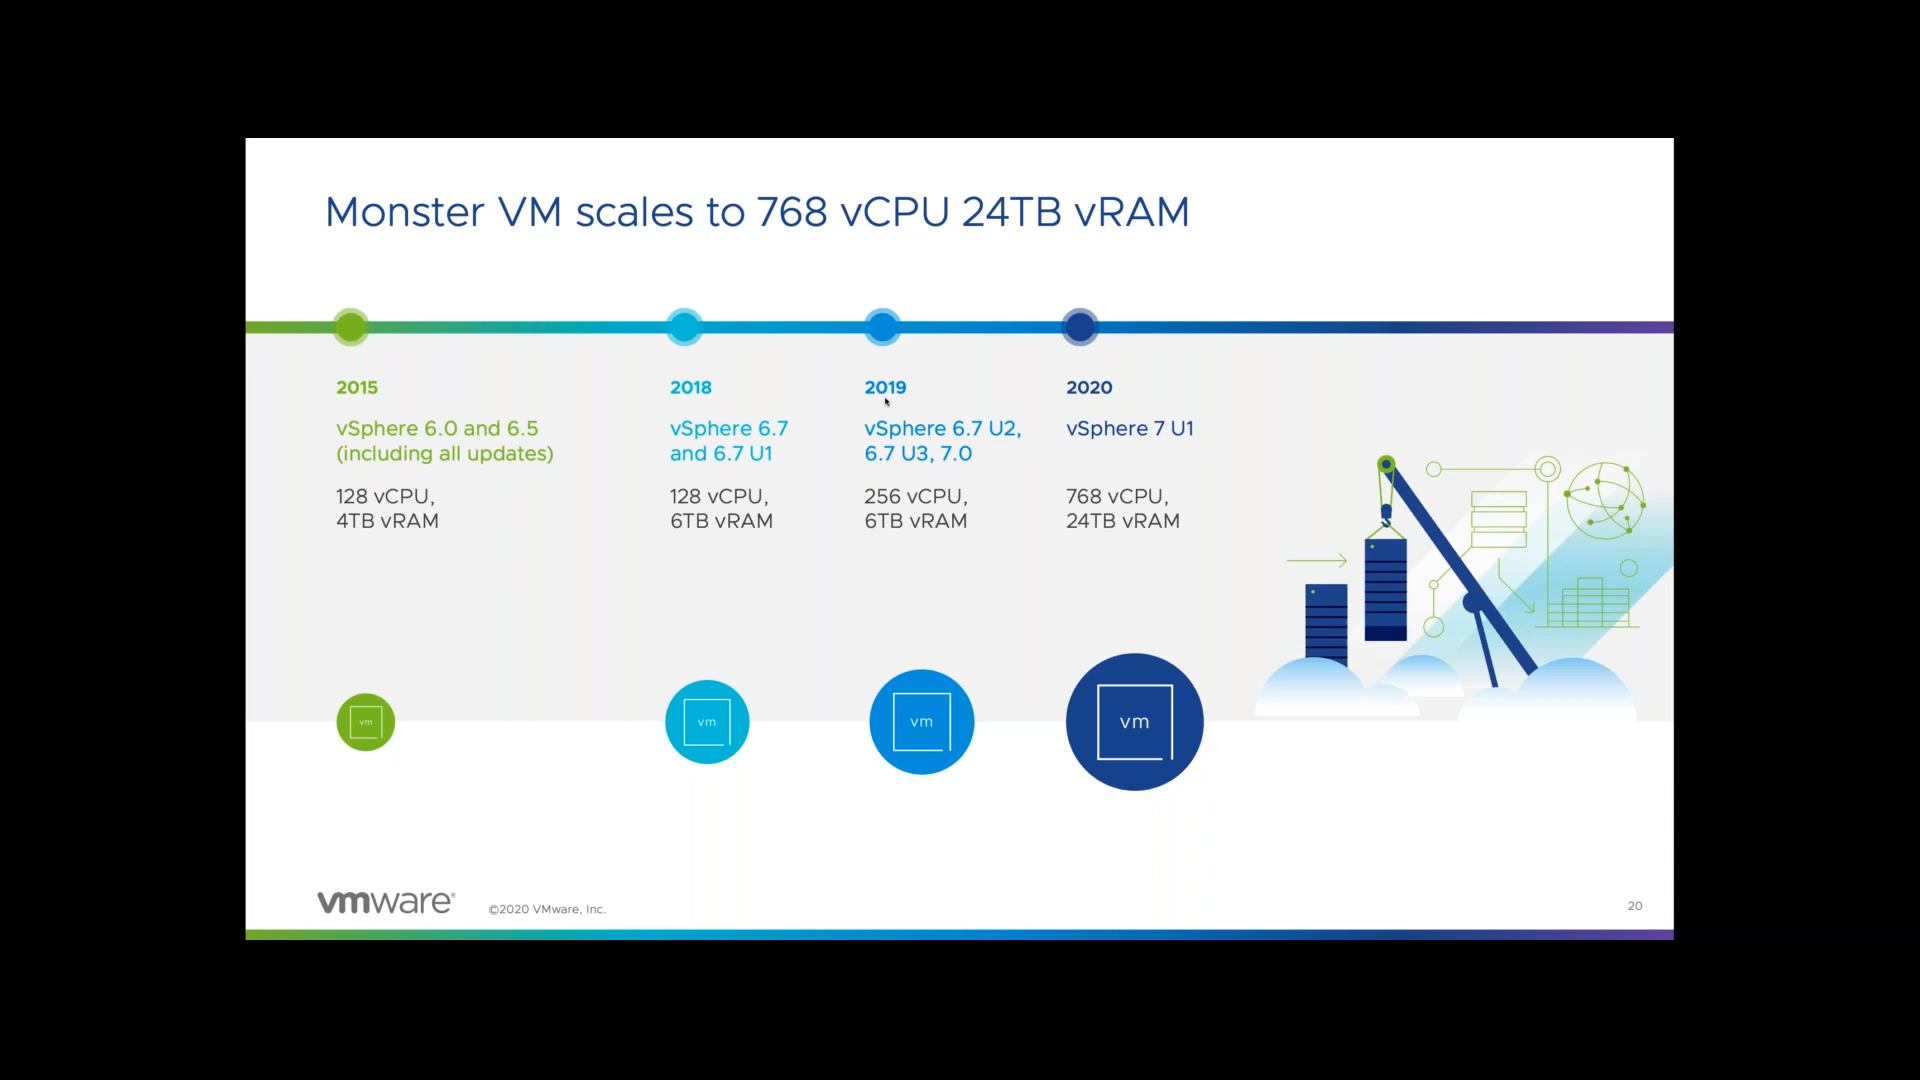 Monster VM scales to 768 vCPU 24TB vRAM
2015
vSphere 6.0 and 6.5
(including all updates)
128 vCPU,
4TB vRAM
2018
vSphere 6.7
and 6.7 U1
128 vCPU,
6TB vRAM
2019
vSphere 6.7 U2,
6.7 U3, 7.0
256 vCPU,
6TB vRAM
2020
vSphere 7 U1
768 vCPU,
24TB vRAM
vm
vm
vm
vm
vmware®
©2020 VMware, Inc.
20